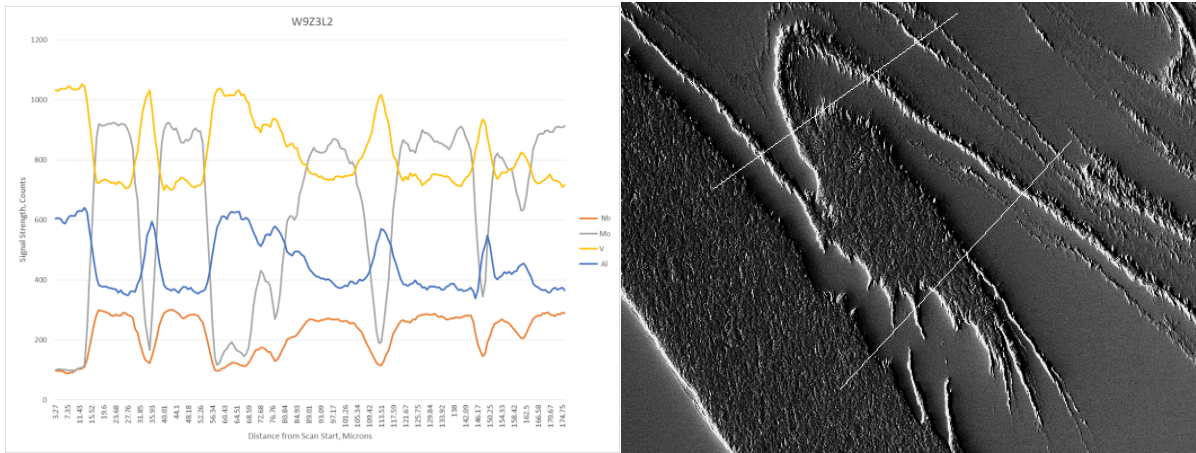 W9Z3L2
Signal Strength, Counts
1200
1000
800
600
400
200
0
3.27 7.35 11.43 15.52 19.6 23.68 27.76 31.85 35.93 40.01 44.1 48.18 52.26 56.34 60.43 64.51 68.59 72.68 76.76 80.84 84.93 89.01 93.09 97.17 101.26 105.34 109.42 113.51 117.59 121.67 125.75 129.84 133.92 138 142.09 146.17 150.25 154.33 158.42 162.5 166.58 170.67 174.75
Distance from Scan Start, Microns
Nb
Mo
V
Al